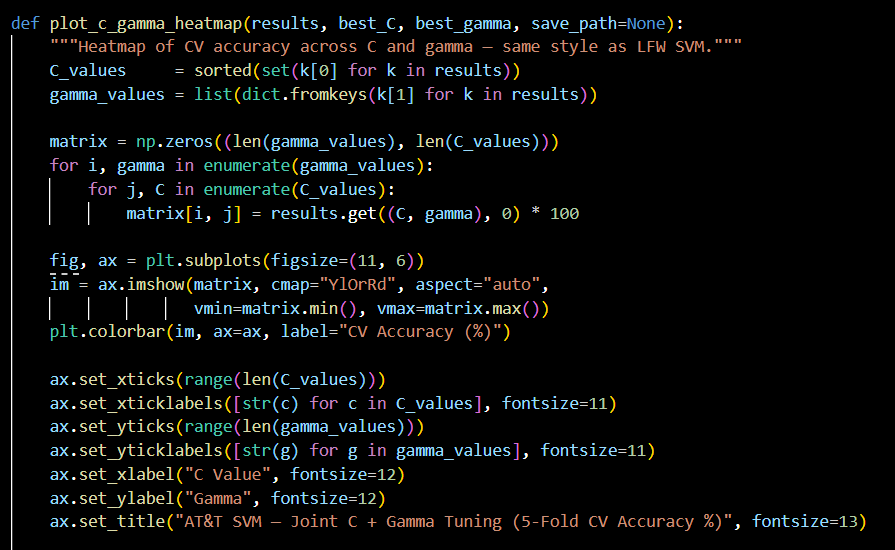 def plot_c_gamma_heatmap(results, best_C, best_gamma, save_path=None):
    """Heatmap of CV accuracy across C and gamma — same style as LFW SVM."""
    C_values     = sorted(set(k[0] for k in results))
    gamma_values = list(dict.fromkeys(k[1] for k in results))

    matrix = np.zeros((len(gamma_values), len(C_values)))
    for i, gamma in enumerate(gamma_values):
        for j, C in enumerate(C_values):
            matrix[i, j] = results.get((C, gamma), 0) * 100

    fig, ax = plt.subplots(figsize=(11, 6))
    im = ax.imshow(matrix, cmap="YlOrRd", aspect="auto",
                   vmin=matrix.min(), vmax=matrix.max())
    plt.colorbar(im, ax=ax, label="CV Accuracy (%)")

    ax.set_xticks(range(len(C_values)))
    ax.set_xticklabels([str(c) for c in C_values], fontsize=11)
    ax.set_yticks(range(len(gamma_values)))
    ax.set_yticklabels([str(g) for g in gamma_values], fontsize=11)
    ax.set_xlabel("C Value", fontsize=12)
    ax.set_ylabel("Gamma", fontsize=12)
    ax.set_title("AT&T SVM — Joint C + Gamma Tuning (5-Fold CV Accuracy %)", fontsize=13)